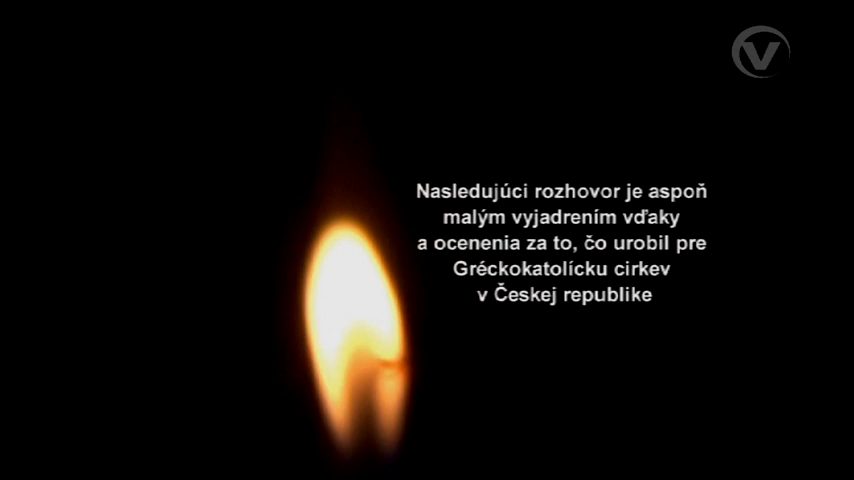 V
Nasledujúci rozhovor je aspoň
malým vyjadrením vďaky
a ocenenia za to, čo urobil pre
Gréckokatolícku cirkev
v Českej republike